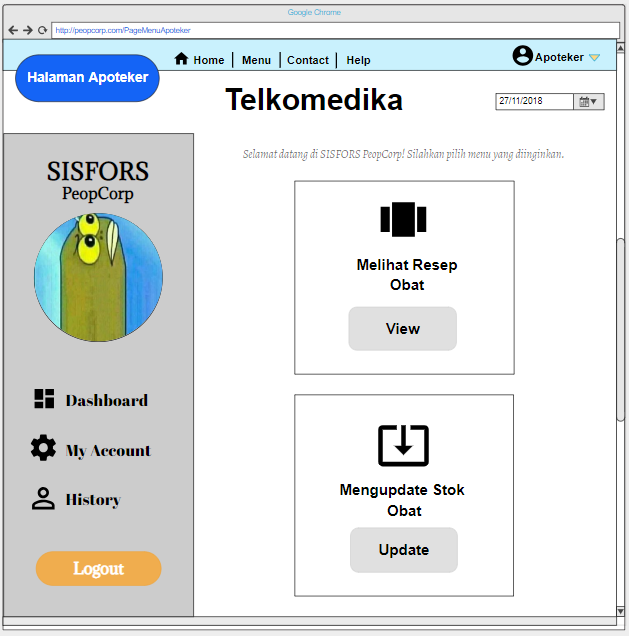 Google Chrome
http://peopcorp.com/PageMenuApoteker
Halaman Apoteker
Home | Menu | Contact | Help
Apoteker
Telkomedika
27/11/2018
SISFORS
PeopCorp
Dashboard
My Account
History
Logout
Selamat datang di SISFORS PeopCorp! Silahkan pilih menu yang diinginkan.
Melihat Resep
Obat
View
Mengupdate Stok
Obat
Update